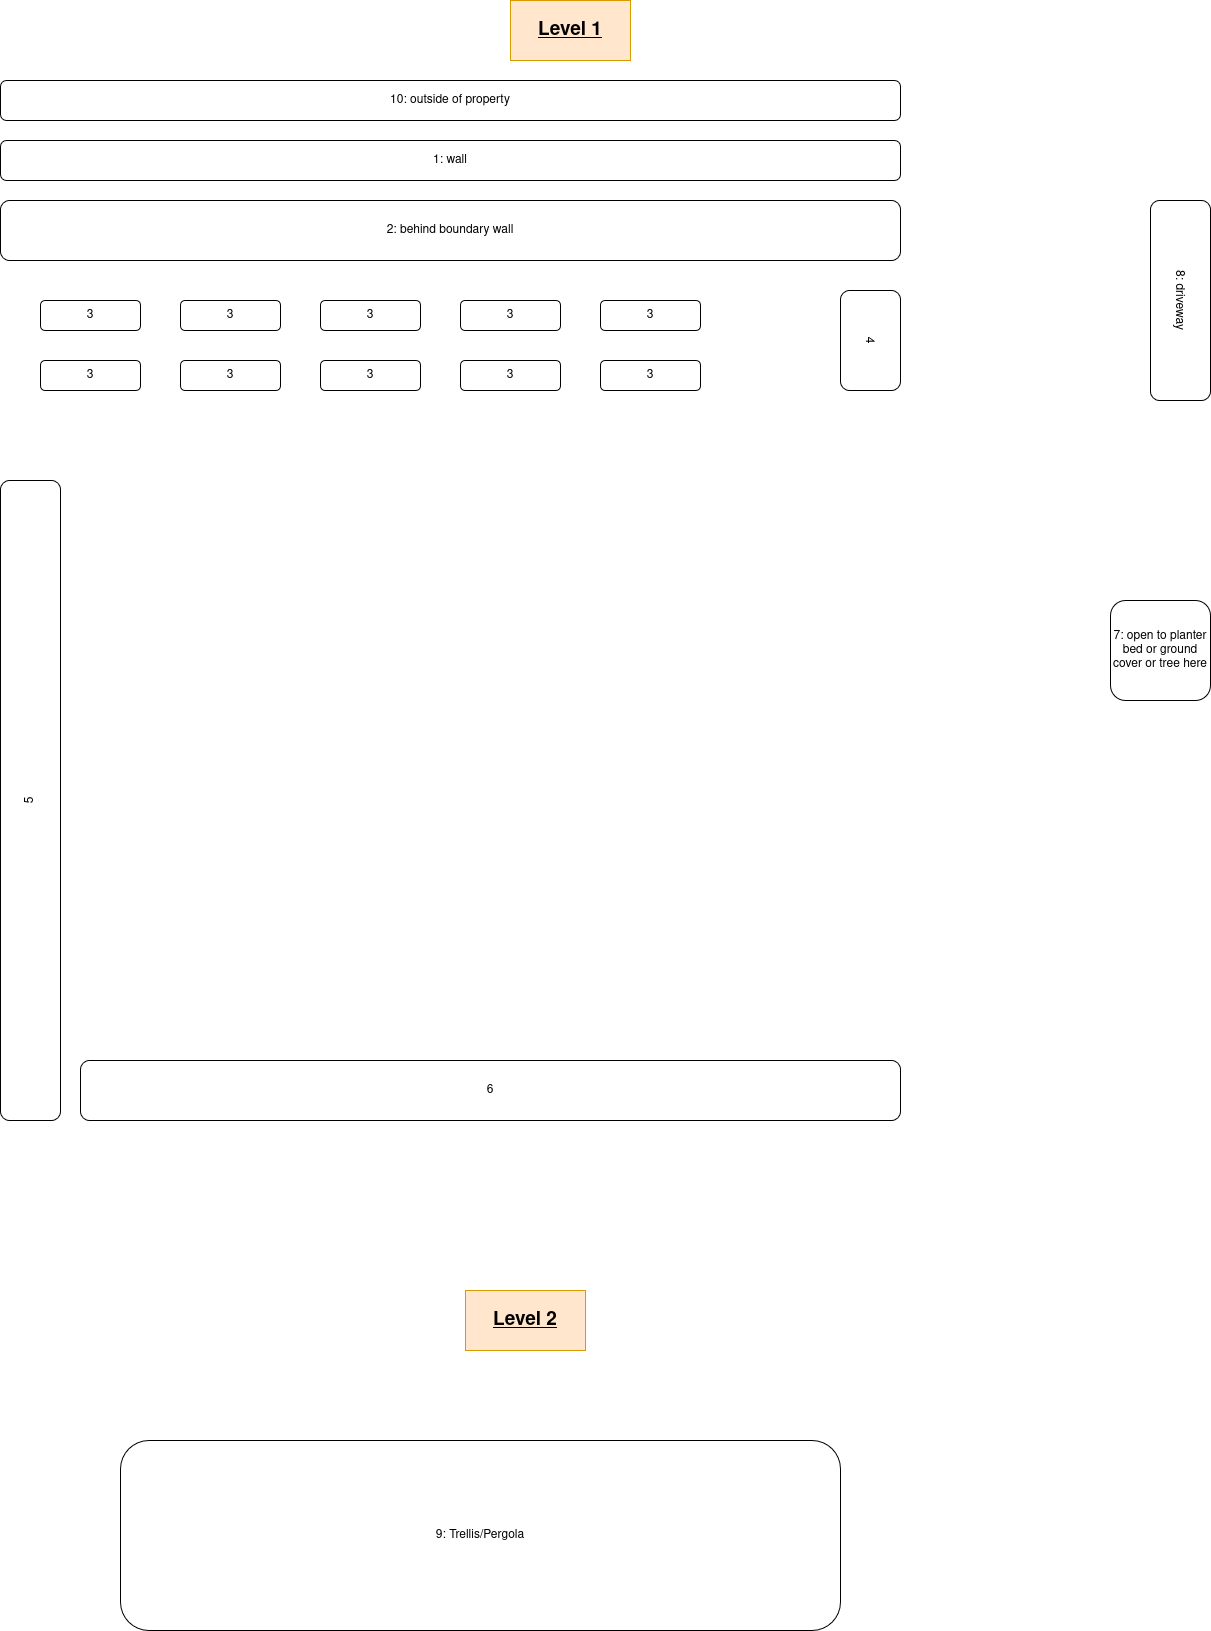 Level 1
10: outside of property
1: wall
2: behind boundary wall
8: driveway
3
3
3
3
3
4
3
3
3
3
3
5
7: open to planter
bed or ground
cover or tree here
6
Level 2
9: Trellis/Pergola